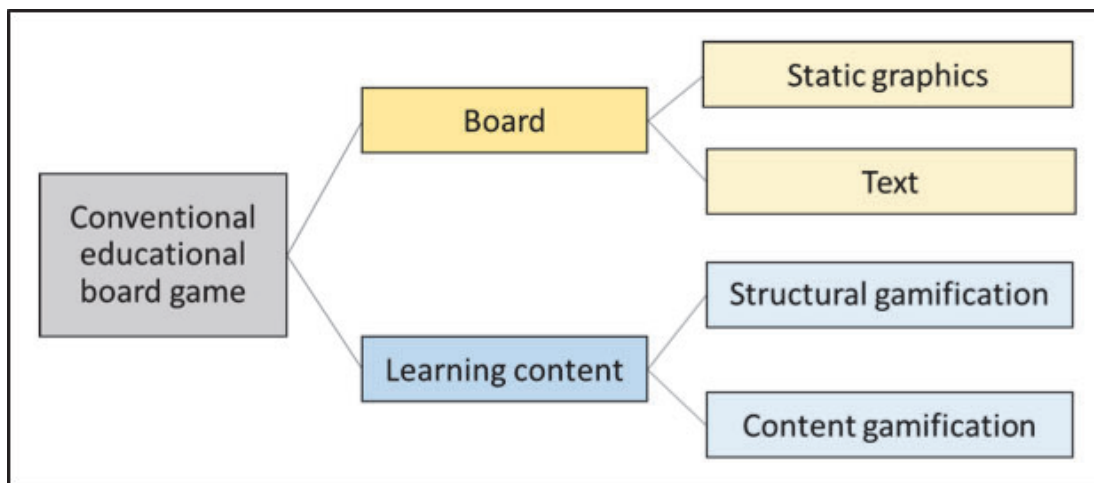 Conventional
educational
board game
Board
Static graphics
Text
Learning content
Structural gamification
Content gamification